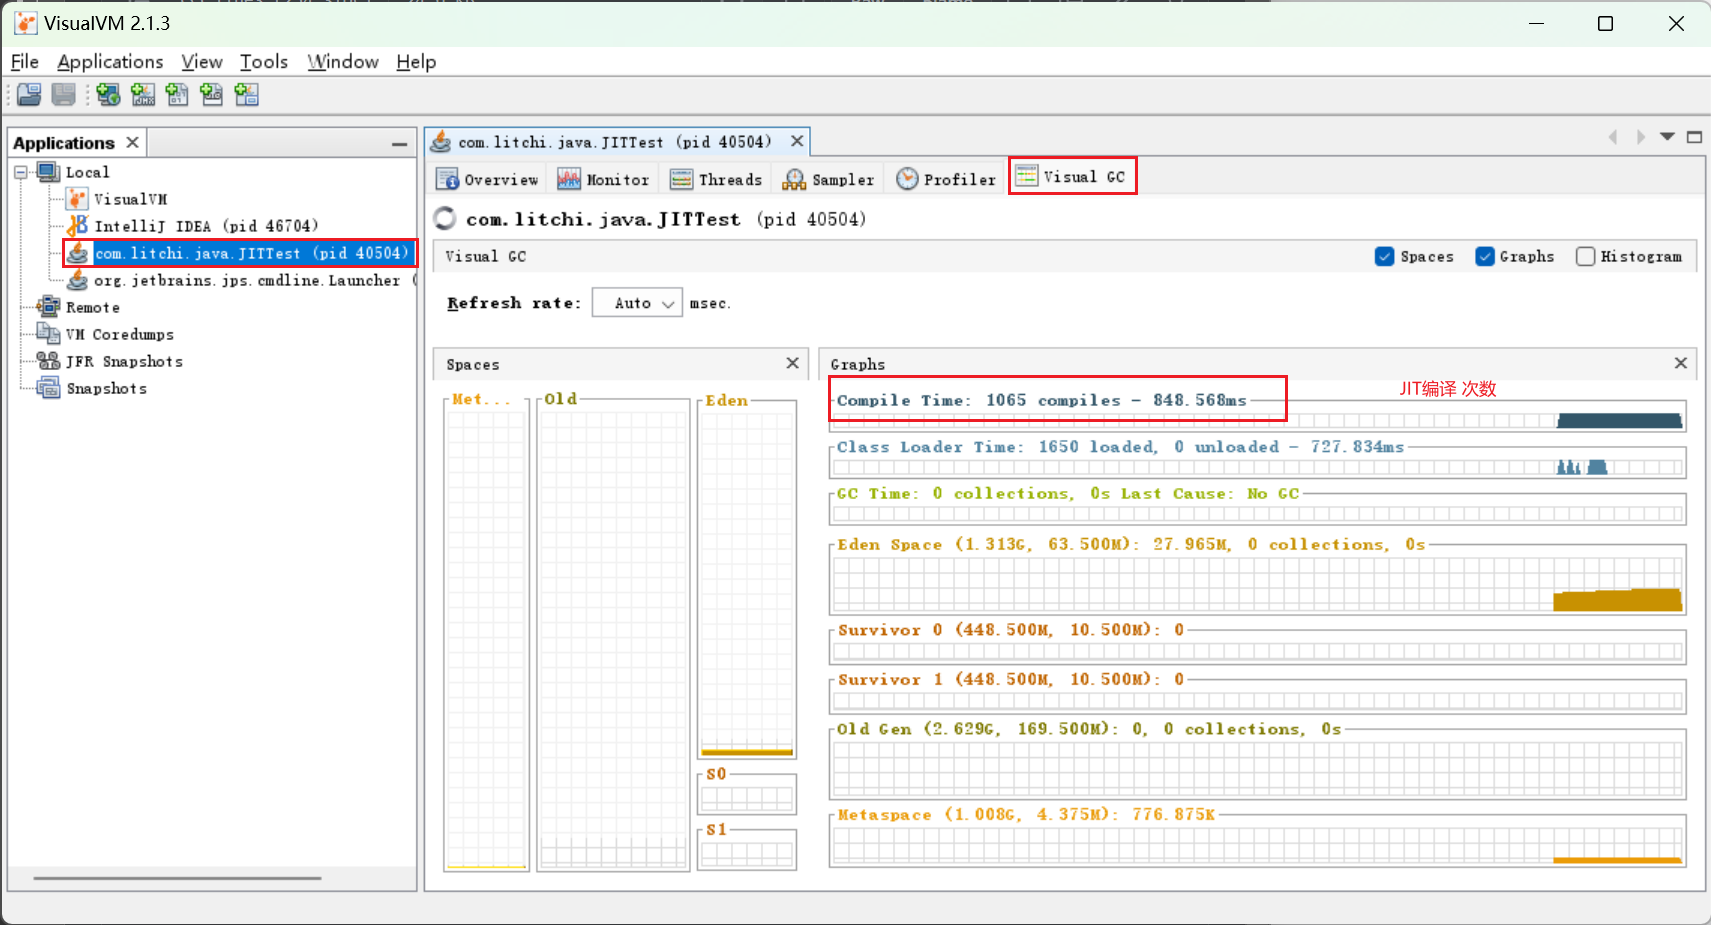 VisualVM 2.1.3
File Applications View Tools Window Help
Applications
Local
VisualVM
IntelliJ IDEA (pid 46704)
com.litchi.java.JITTest (pid 40504)
org.jetbrains.jps.cmdline.Launcher (
Remote
VM Coredumps
JFR Snapshots
Snapshots
com.litchi.java.JITTest (pid 40504)
Overview Monitor Threads Sampler Profiler Visual GC
com.litchi.java.JITTest (pid 40504)
Visual GC Spaces Graphs Histogram
Refresh rate: Auto msec.
Spaces
Met... Old Eden
S0
S1
Graphs
Compile Time: 1065 compiles - 848.568ms
JIT编译 次数
Class Loader Time: 1650 loaded, 0 unloaded - 727.834ms
GC Time: 0 collections, 0s Last Cause: No GC
Eden Space (1.313G, 63.500M): 27.965M, 0 collections, 0s
Survivor 0 (448.500M, 10.500M): 0
Survivor 1 (448.500M, 10.500M): 0
Old Gen (2.629G, 169.500M): 0, 0 collections, 0s
Metaspace (1.008G, 4.375M): 776.875K